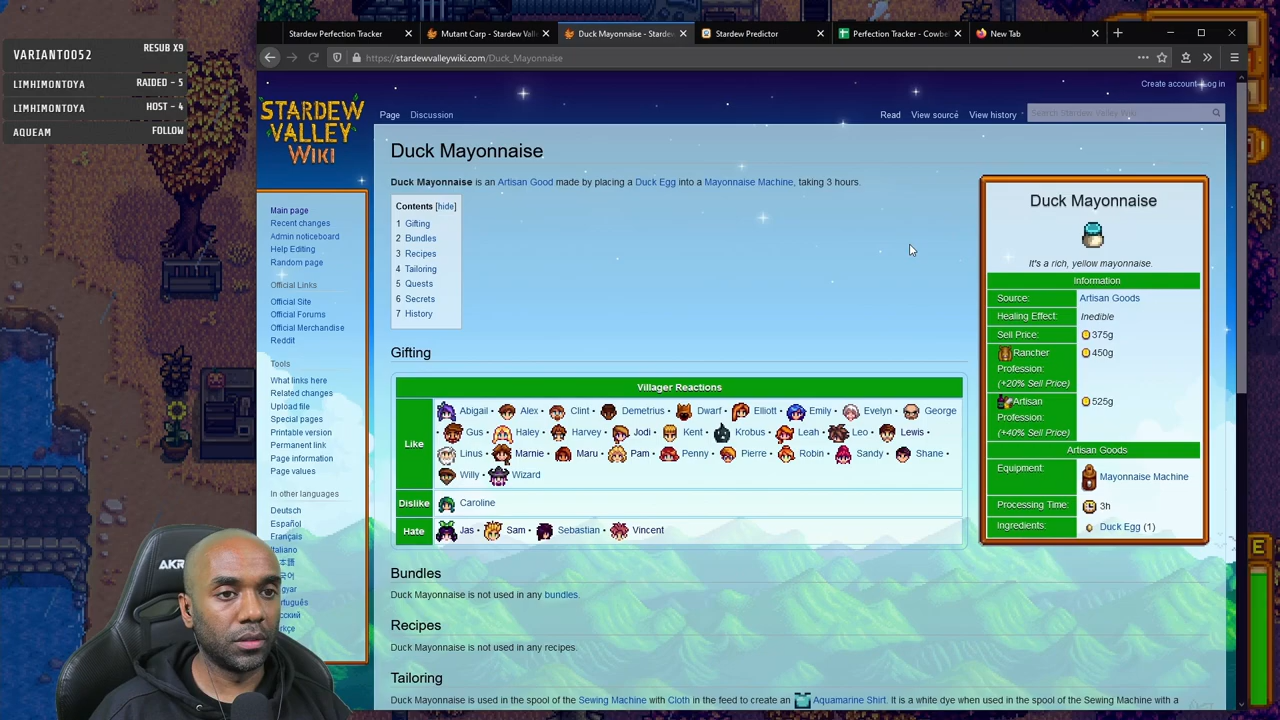 VARIANT0052 RESUB X9
LIMHIMONTOYA RAIDED - 5
LIMHIMONTOYA HOST - 4
AQUEAM FOLLOW
Stardew Perfection Tracker
Mutant Carp - Stardew Vall
Duck Mayonnaise - Stardew
Stardew Predictor
Perfection Tracker - Cowbel
New Tab
https://stardewvalleywiki.com/Duck_Mayonnaise
Create account Log in
STARDEW
VALLEY
WIKI
Page Discussion
Read View source View history
Search Stardew Valley Wiki
Main page
Recent changes
Admin noticeboard
Help Editing
Random page
Official Links
Official Site
Official Forums
Official Merchandise
Reddit
Tools
What links here
Related changes
Upload file
Special pages
Printable version
Permanent link
Page information
Page values
In other languages
Deutsch
Español
Français
Italiano
Duck Mayonnaise
Duck Mayonnaise is an Artisan Good made by placing a Duck Egg into a Mayonnaise Machine, taking 3 hours.
Contents [hide]
1 Gifting
2 Bundles
3 Recipes
4 Tailoring
5 Quests
6 Secrets
7 History
Gifting
Villager Reactions
Like
Abigail • Alex • Clint • Demetrius • Dwarf • Elliott • Emily • Evelyn • George
• Gus • Haley • Harvey • Jodi • Kent • Krobus • Leah • Leo • Lewis •
Linus • Marnie • Maru • Pam • Penny • Pierre • Robin • Sandy • Shane •
Willy • Wizard
Dislike Caroline
Hate Jas • Sam • Sebastian • Vincent
Bundles
Duck Mayonnaise is not used in any bundles.
Recipes
Duck Mayonnaise is not used in any recipes.
Tailoring
Duck Mayonnaise is used in the spool of the Sewing Machine with Cloth in the feed to create an Aquamarine Shirt. It is a white dye when used in the spool of the Sewing Machine with a
Duck Mayonnaise
It's a rich, yellow mayonnaise.
Information
Source: Artisan Goods
Healing Effect: Inedible
Sell Price: 375g
Rancher 450g
Profession:
(+20% Sell Price)
Artisan 525g
Profession:
(+40% Sell Price)
Artisan Goods
Equipment: Mayonnaise Machine
Processing Time: 3h
Ingredients: Duck Egg (1)
E
AKR